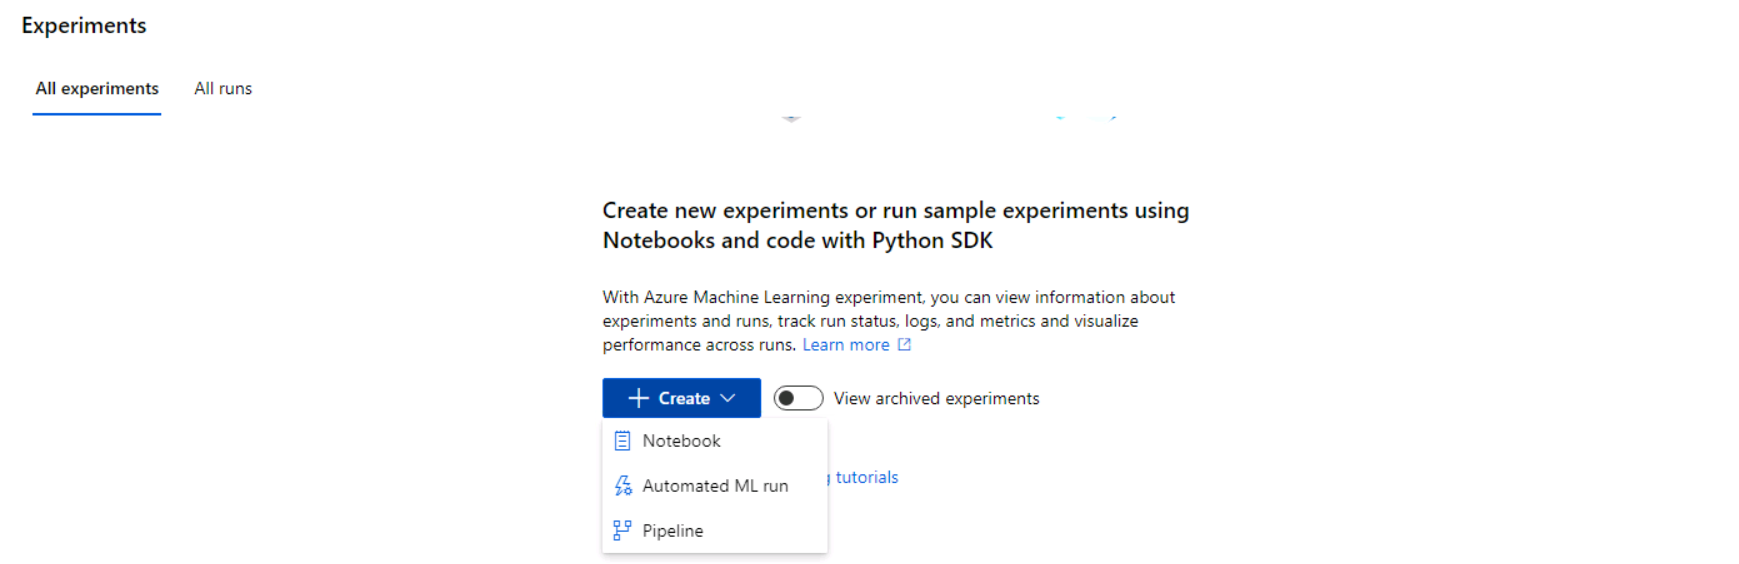 Experiments
All experiments
All runs
Create new experiments or run sample experiments using
Notebooks and code with Python SDK
With Azure Machine Learning experiment, you can view information about
experiments and runs, track run status, logs, and metrics and visualize
performance across runs. Learn more
Create
View archived experiments
Notebook
tutorials
Automated ML run
Pipeline